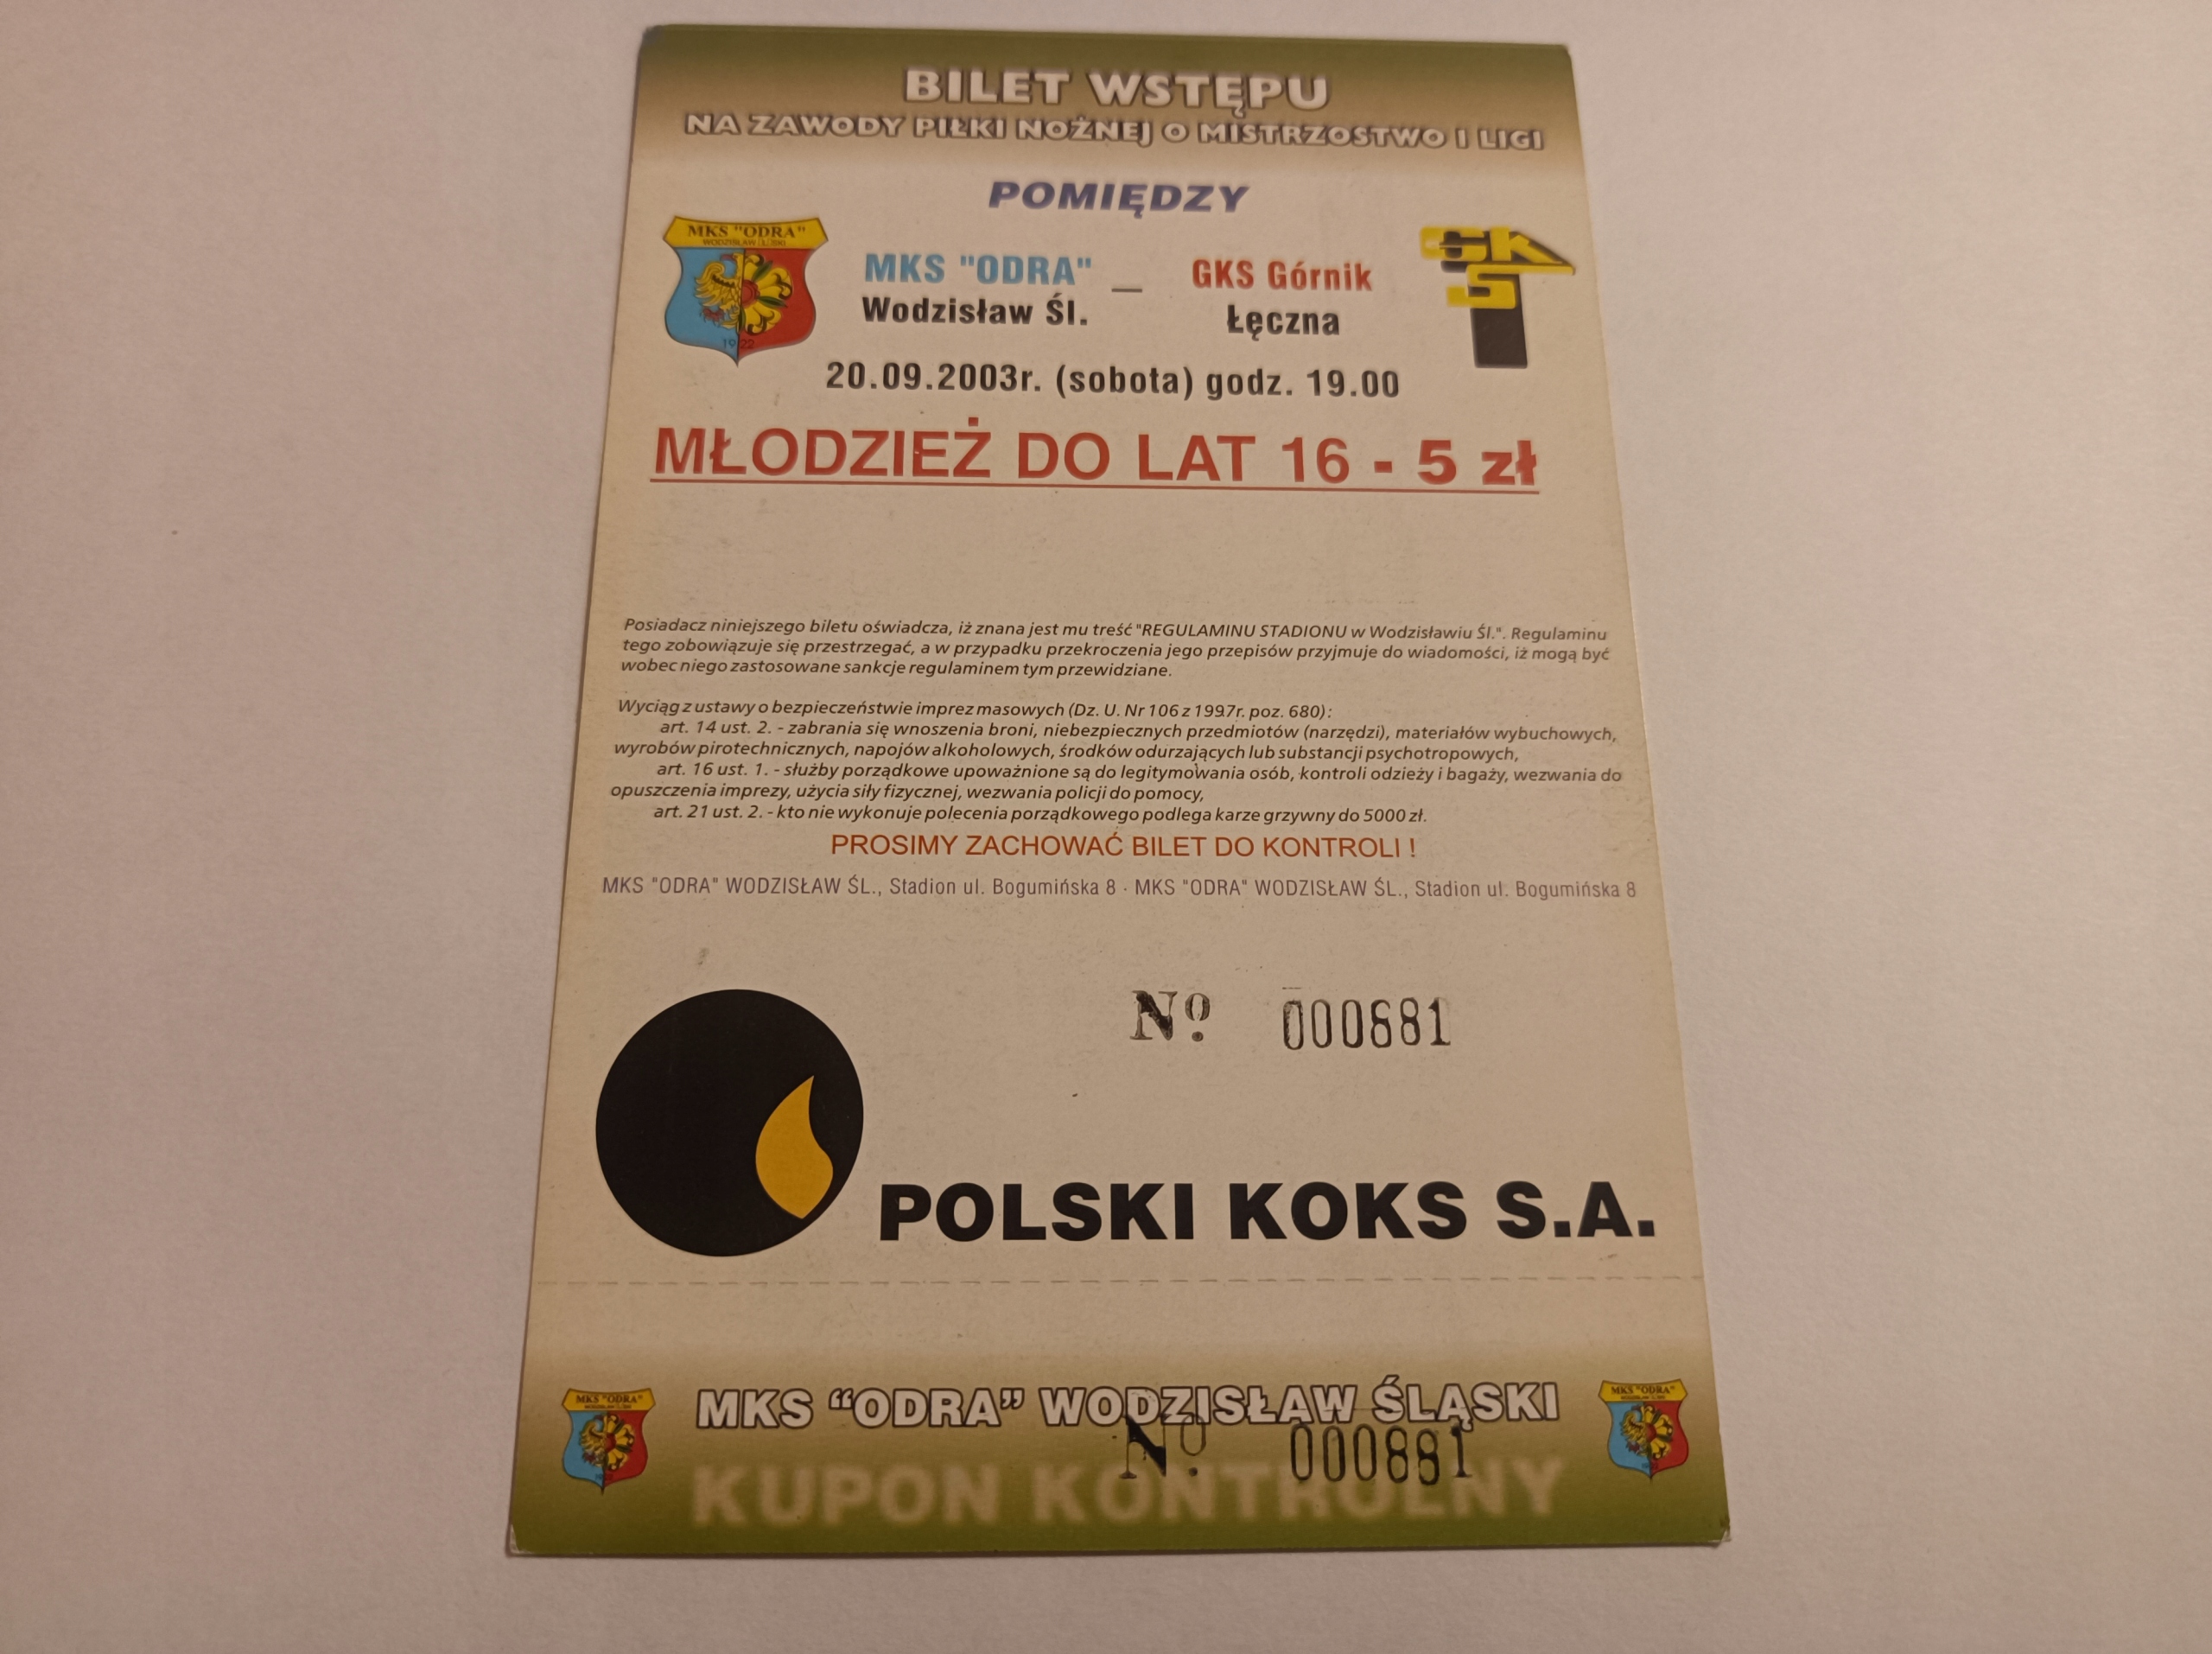 BILET WSTĘPU
NA ZAWODY PIŁKI NOŻNEJ O MISTRZOSTWO I LIGI
POMIĘDZY
MKS "ODRA"
WODZISŁAW ŚLĄSKI
1922
MKS "ODRA" _ GKS Górnik
Wodzisław Śl. Łęczna
GKS
20.09.2003r. (sobota) godz. 19.00
MŁODZIEŻ DO LAT 16 - 5 zł
Posiadacz niniejszego biletu oświadcza, iż znana jest mu treść "REGULAMINU STADIONU w Wodzisławiu Śl.". Regulaminu
tego zobowiązuje się przestrzegać, a w przypadku przekroczenia jego przepisów przyjmuje do wiadomości, iż mogą być
wobec niego zastosowane sankcje regulaminem tym przewidziane.
Wyciąg z ustawy o bezpieczeństwie imprez masowych (Dz. U. Nr 106 z 1997r. poz. 680):
art. 14 ust. 2. - zabrania się wnoszenia broni, niebezpiecznych przedmiotów (narzędzi), materiałów wybuchowych,
wyrobów pirotechnicznych, napojów alkoholowych, środków odurzających lub substancji psychotropowych,
art. 16 ust. 1. - służby porządkowe upoważnione są do legitymowania osób, kontroli odzieży i bagaży, wezwania do
opuszczenia imprezy, użycia siły fizycznej, wezwania policji do pomocy,
art. 21 ust. 2. - kto nie wykonuje polecenia porządkowego podlega karze grzywny do 5000 zł.
PROSIMY ZACHOWAĆ BILET DO KONTROLI !
MKS "ODRA" WODZISŁAW ŚL., Stadion ul. Bogumińska 8 · MKS "ODRA" WODZISŁAW ŚL., Stadion ul. Bogumińska 8
Nº 000681
POLSKI KOKS S.A.
MKS "ODRA"
MKS “ODRA” WODZISŁAW ŚLĄSKI
MKS "ODRA"
Nº
KUPON KONTROLNY